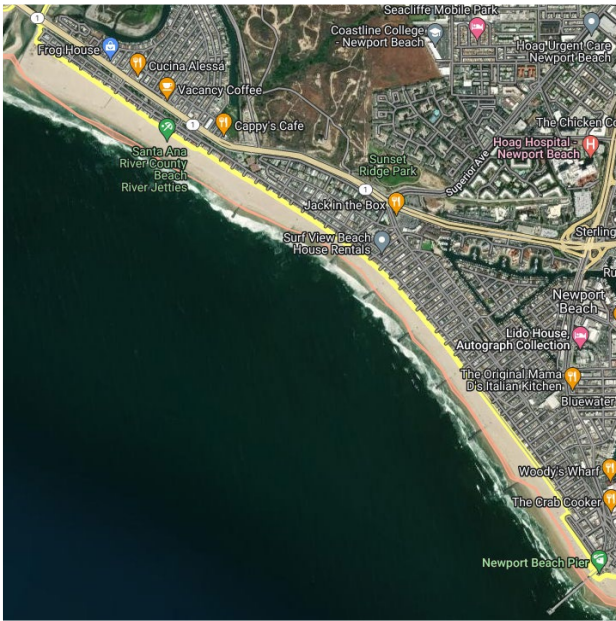 Seacliffe Mobile Park
1
Coastline College
- Newport Beach
Hoag Urgent Care
Newport Beach
Frog House
Cucina Alessá
Vacancy Coffee
The Chicken Co
1
Cappy's Cafe
Hoag Hospital -
Newport Beach
Santa Ana
River County
Beach
River Jetties
Sunset
Ridge Park
Superior Ave
1
Jack in the Box
Sterling
Surf View Beach
House Rentals
Ru
Newport
Beach
Lido House,
Autograph Collection
The Original Mama
D's Italian Kitchen
Bluewater
Woody's Wharf
The Crab Cooker
Newport Beach Pier